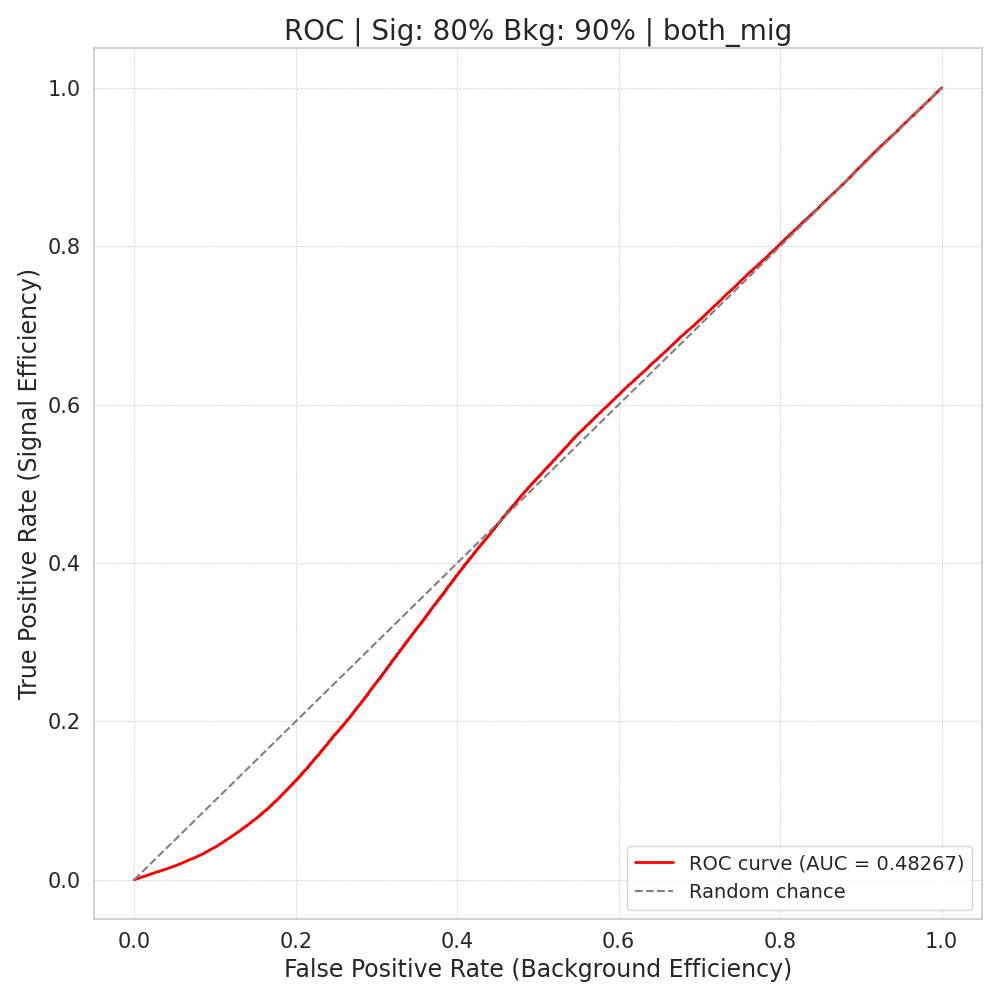 ROC | Sig: 80% Bkg: 90% | both_mig
True Positive Rate (Signal Efficiency)
1.0
0.8
0.6
0.4
0.2
0.0
ROC curve (AUC = 0.48267)
Random chance
0.0 0.2 0.4 0.6 0.8 1.0
False Positive Rate (Background Efficiency)